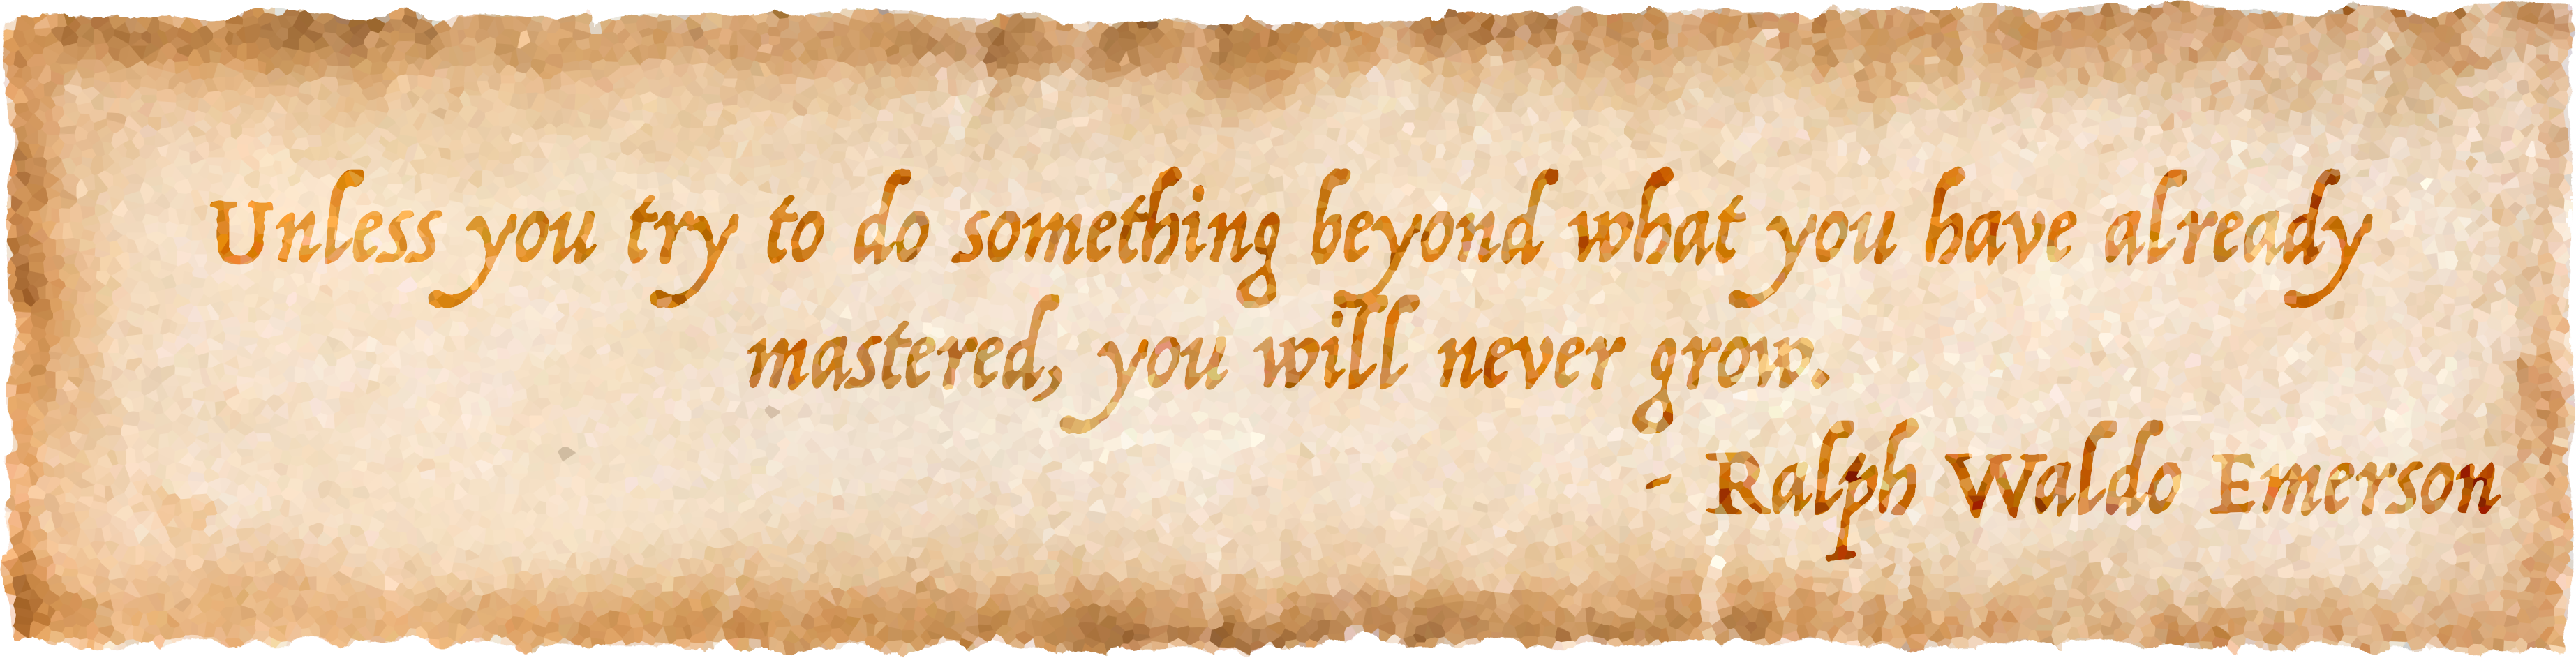 Unless you try to do something beyond what you have already
mastered, you will never grow.
- Ralph Waldo Emerson